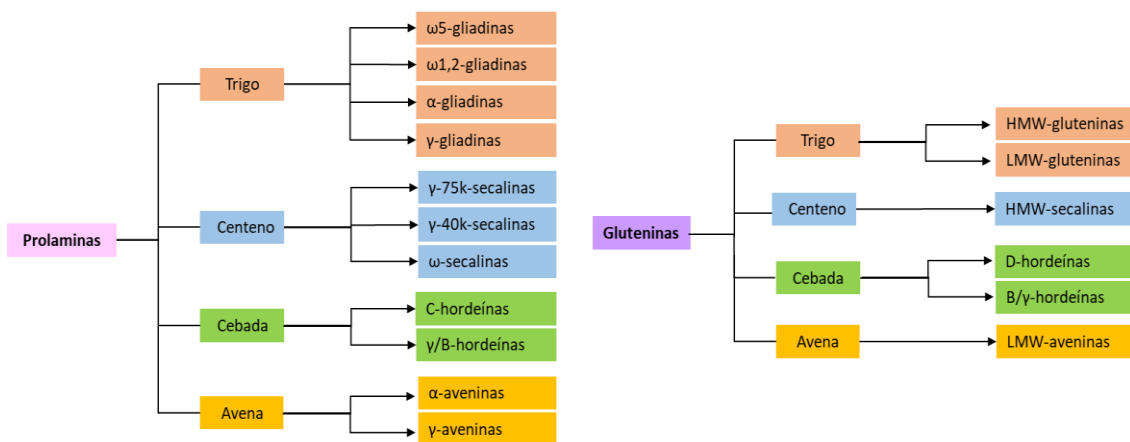 Prolaminas
Trigo
ω5-gliadinas
ω1,2-gliadinas
α-gliadinas
γ-gliadinas
Centeno
γ-75k-secalinas
γ-40k-secalinas
ω-secalinas
Cebada
C-hordeínas
γ/B-hordeínas
Avena
α-aveninas
γ-aveninas
Gluteninas
Trigo
HMW-gluteninas
LMW-gluteninas
Centeno
HMW-secalinas
Cebada
D-hordeínas
B/γ-hordeínas
Avena
LMW-aveninas